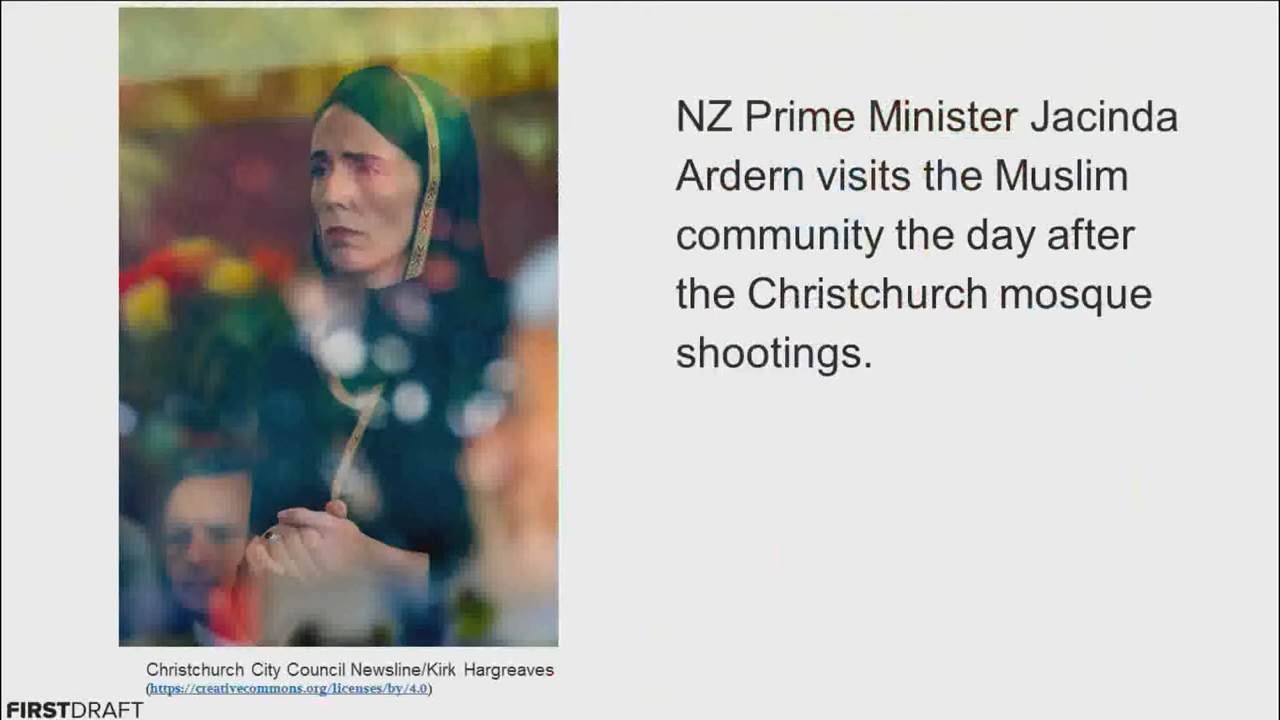 NZ Prime Minister Jacinda
Ardern visits the Muslim
community the day after
the Christchurch mosque
shootings.
Christchurch City Council Newsline/Kirk Hargreaves
(https://creativecommons.org/licenses/by/4.0)
FIRSTDRAFT